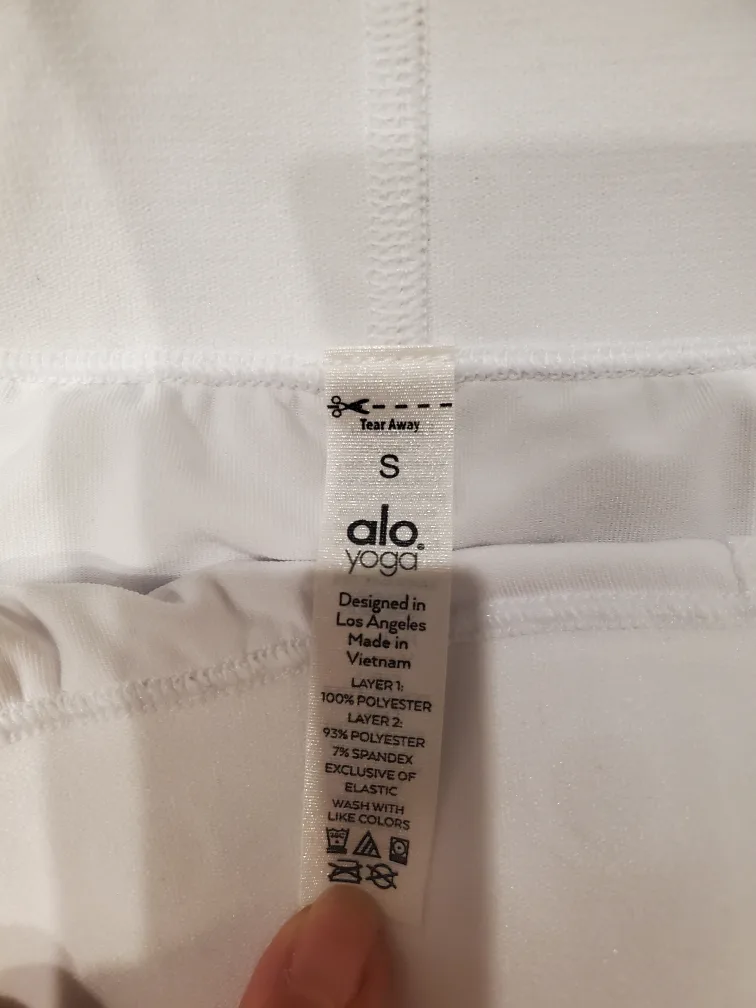 Tear Away
S
alo
yoga
Designed in
Los Angeles
Made in
Vietnam
LAYER 1:
100% POLYESTER
LAYER 2:
93% POLYESTER
7% SPANDEX
EXCLUSIVE OF
ELASTIC
WASH WITH
LIKE COLORS